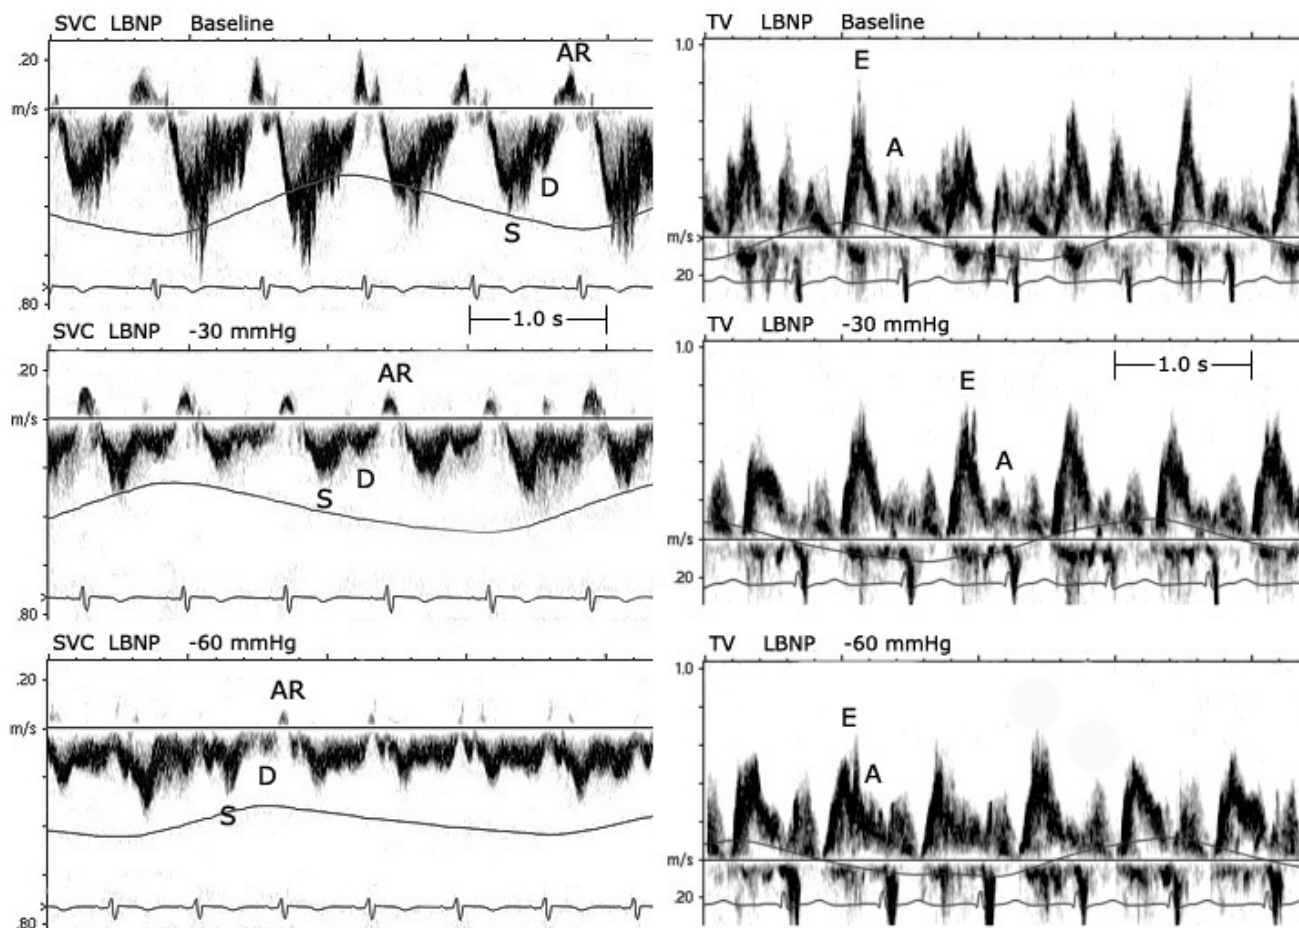 SVC LBNP Baseline
.20
AR
m/s
D
S
.80
1.0 s
SVC LBNP -30 mmHg
.20
AR
m/s
D
S
.80
SVC LBNP -60 mmHg
.20
AR
m/s
D
S
.80
TV LBNP Baseline
1.0
E
A
m/s
.20
TV LBNP -30 mmHg
1.0
E
1.0 s
A
m/s
.20
TV LBNP -60 mmHg
1.0
E
A
m/s
.20